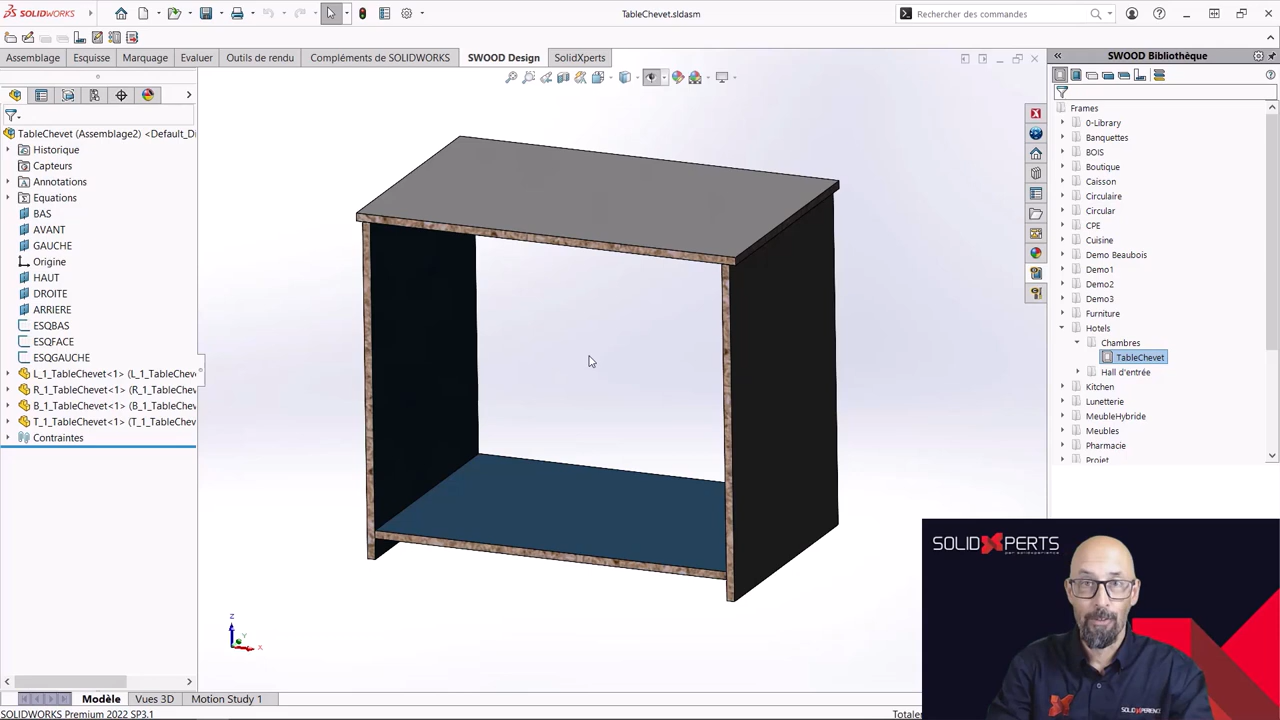 SOLIDWORKS
TableChevet.sldasm
Rechercher des commandes
Assemblage
Esquisse
Marquage
Evaluer
Outils de rendu
Compléments de SOLIDWORKS
SWOOD Design
SolidXperts
SWOOD Bibliothèque
TableChevet (Assemblage2) <Default_Di
Historique
Capteurs
Annotations
Equations
BAS
AVANT
GAUCHE
Origine
HAUT
DROITE
ARRIERE
ESQBAS
ESQFACE
ESQGAUCHE
L_1_TableChevet<1> (L_1_TableChev
R_1_TableChevet<1> (R_1_TableChev
B_1_TableChevet<1> (B_1_TableChev
T_1_TableChevet<1> (T_1_TableChev
Contraintes
Frames
0-Library
Banquettes
BOIS
Boutique
Caisson
Circulaire
Circular
CPE
Cuisine
Demo Beaubois
Demo1
Demo2
Demo3
Furniture
Hotels
Chambres
TableChevet
Hall d'entrée
Kitchen
Lunetterie
MeubleHybride
Meubles
Pharmacie
Projet
Z
Y
X
SOLIDXPERTS
par solidxperience
SOLIDXPERIENCE
Modèle
Vues 3D
Motion Study 1
SOLIDWORKS Premium 2022 SP3.1
Totale